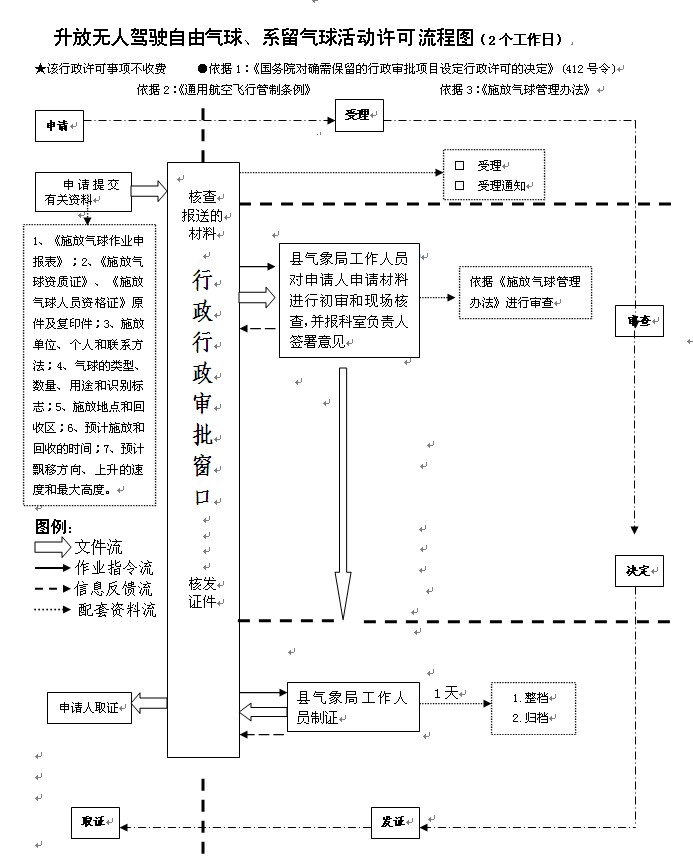 升放无人驾驶自由气球、系留气球活动许可流程图(2个工作日)
★该行政许可事项不收费 ●依据1:《国务院对确需保留的行政审批项目设定行政许可的决定》(412号令)
依据2:《通用航空飞行管制条例》 依据3:《施放气球管理办法》
申请
受理
申请提交
有关资料
核查
报送的
材料
□ 受理
□ 受理通知
1、《施放气球作业申
报表》;2、《施放气
球资质证》、《施放
气球人员资格证》原
件及复印件;3、施放
单位、个人和联系方
法;4、气球的类型、
数量、用途和识别标
志;5、施放地点和回
收区;6、预计施放和
回收的时间;7、预计
飘移方向、上升的速
度和最大高度。
行
政
行
政
审
批
窗
口
县气象局工作人员
对申请人申请材料
进行初审和现场核
查,并报科室负责人
签署意见
依据《施放气球管理
办法》进行审查
审查
图例:
文件流
作业指令流
信息反馈流
配套资料流
核发
证件
决定
申请人取证
县气象局工作人
员制证
1天
1.整档
2.归档
取证
发证